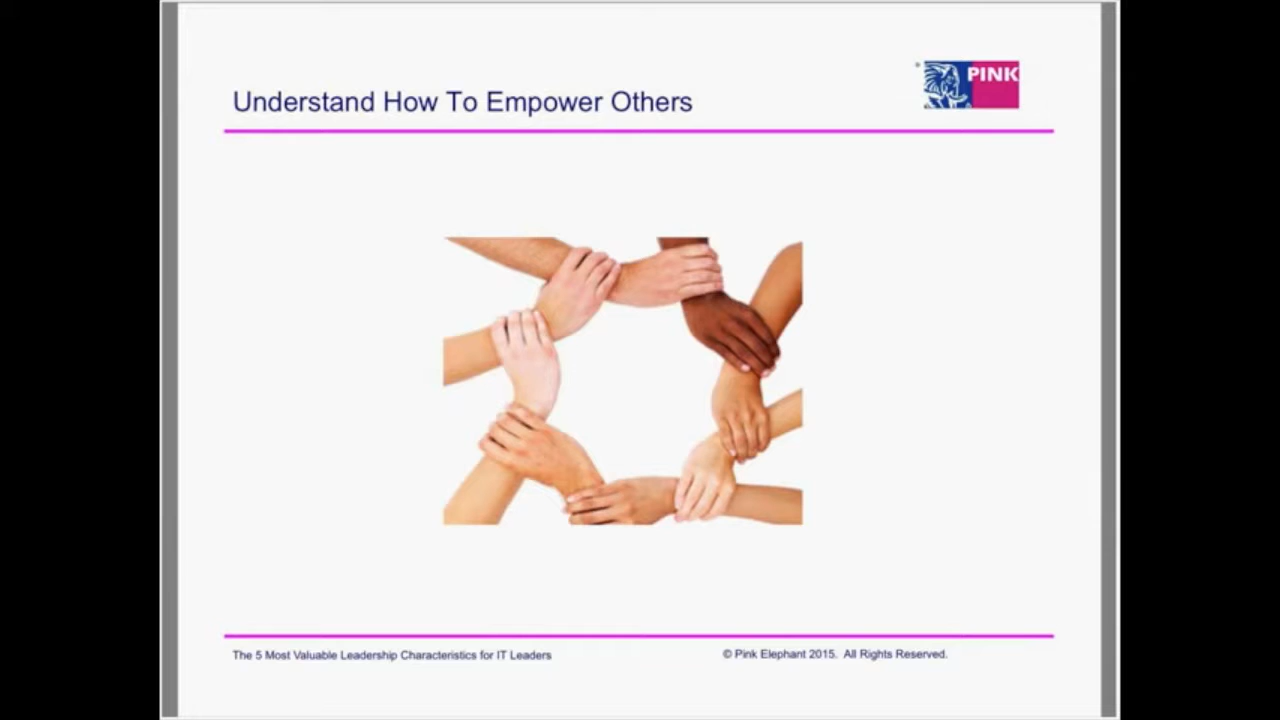 PINK
Understand How To Empower Others
The 5 Most Valuable Leadership Characteristics for IT Leaders
© Pink Elephant 2015. All Rights Reserved.